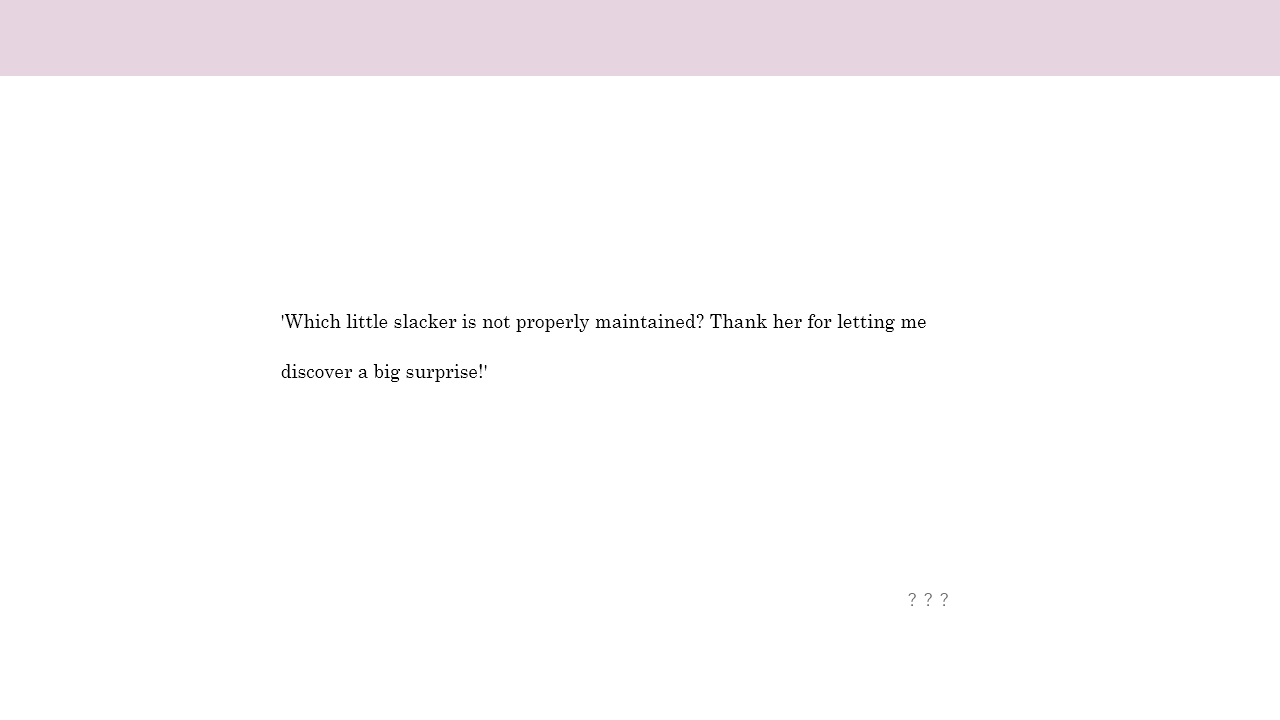 'Which little slacker is not properly maintained? Thank her for letting me
discover a big surprise!'
？？？